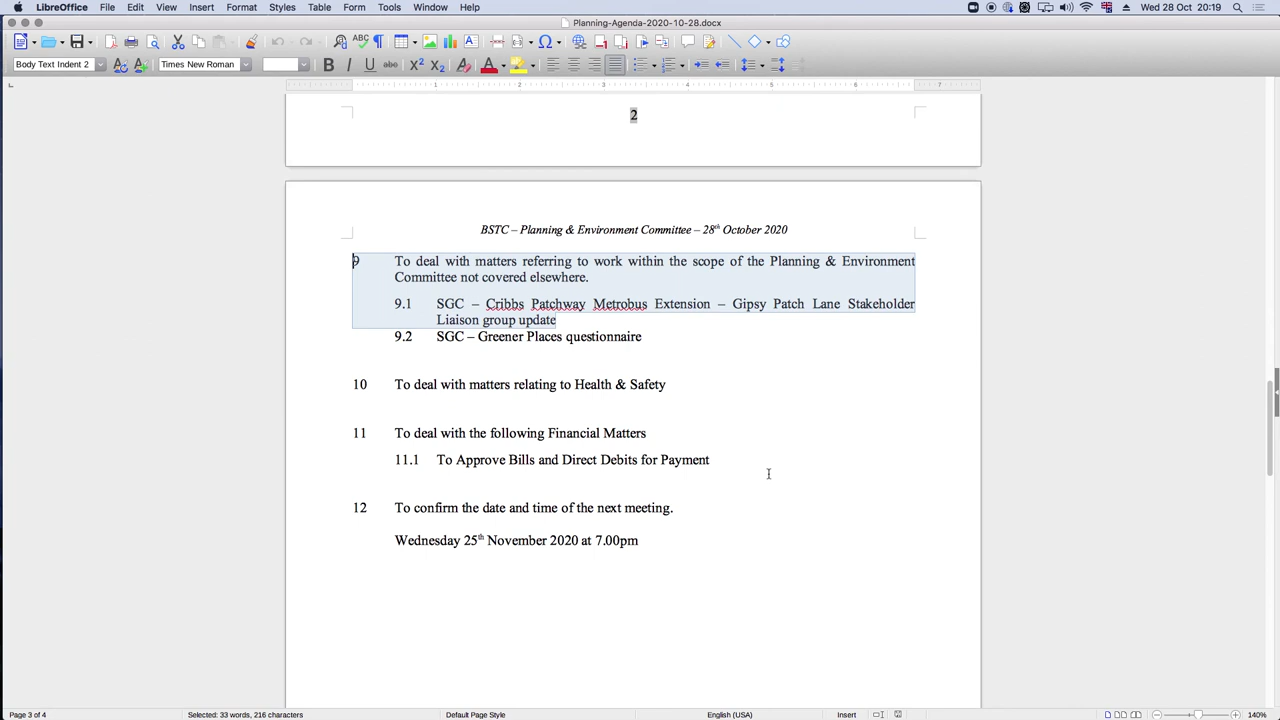 LibreOffice File Edit View Insert Format Styles Table Form Tools Window Help Wed 28 Oct 20:19
Planning-Agenda-2020-10-28.docx
Body Text Indent 2 Times New Roman
1 2 3 4 5 6 7
2
BSTC – Planning & Environment Committee – 28th October 2020
9 To deal with matters referring to work within the scope of the Planning & Environment
Committee not covered elsewhere.
9.1 SGC – Cribbs Patchway Metrobus Extension – Gipsy Patch Lane Stakeholder
Liaison group update
9.2 SGC – Greener Places questionnaire
10 To deal with matters relating to Health & Safety
11 To deal with the following Financial Matters
11.1 To Approve Bills and Direct Debits for Payment
12 To confirm the date and time of the next meeting.
Wednesday 25th November 2020 at 7.00pm
Page 3 of 4 Selected: 33 words, 216 characters Default Page Style English (USA) Insert 140%